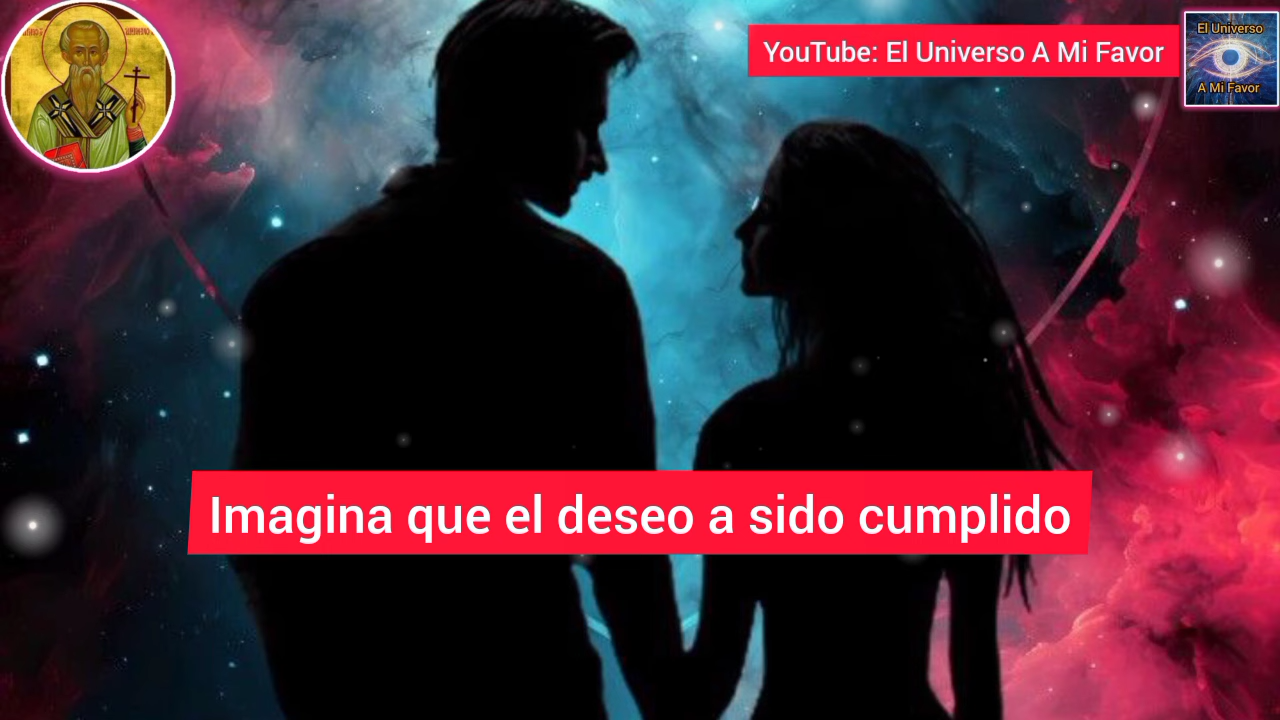 YouTube: El Universo A Mi Favor
El Universo
A Mi Favor
Imagina que el deseo a sido cumplido